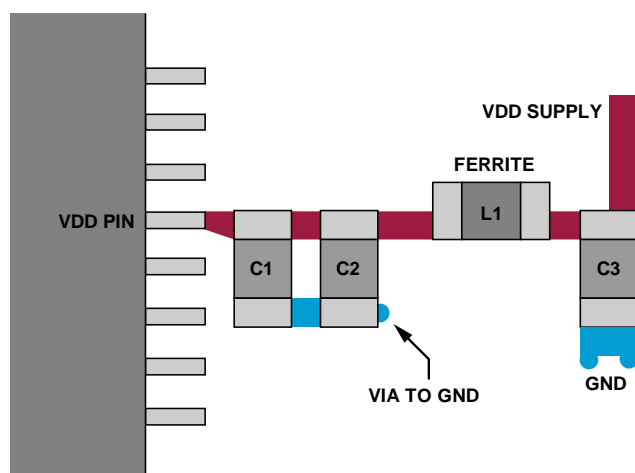 VDD SUPPLY
FERRITE
VDD PIN
L1
C1
C2
C3
VIA TO GND
GND